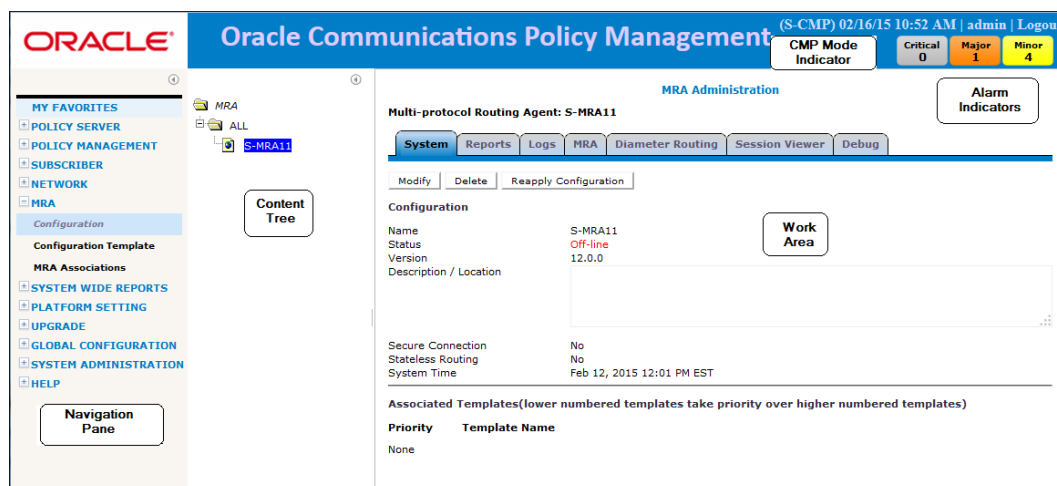 ORACLE®
Oracle Communications Policy Management
(S-CMP) 02/16/15 10:52 AM | admin | Logou
CMP Mode
Indicator
Critical
0
Major
1
Minor
4
Alarm
Indicators
MY FAVORITES
POLICY SERVER
POLICY MANAGEMENT
SUBSCRIBER
NETWORK
MRA
Configuration
Configuration Template
MRA Associations
SYSTEM WIDE REPORTS
PLATFORM SETTING
UPGRADE
GLOBAL CONFIGURATION
SYSTEM ADMINISTRATION
HELP
Navigation
Pane
MRA
ALL
S-MRA11
Content
Tree
MRA Administration
Multi-protocol Routing Agent: S-MRA11
System Reports Logs MRA Diameter Routing Session Viewer Debug
Modify Delete Reapply Configuration
Configuration
Name S-MRA11
Status Off-line
Version 12.0.0
Description / Location
Work
Area
Secure Connection No
Stateless Routing No
System Time Feb 12, 2015 12:01 PM EST
Associated Templates(lower numbered templates take priority over higher numbered templates)
Priority Template Name
None